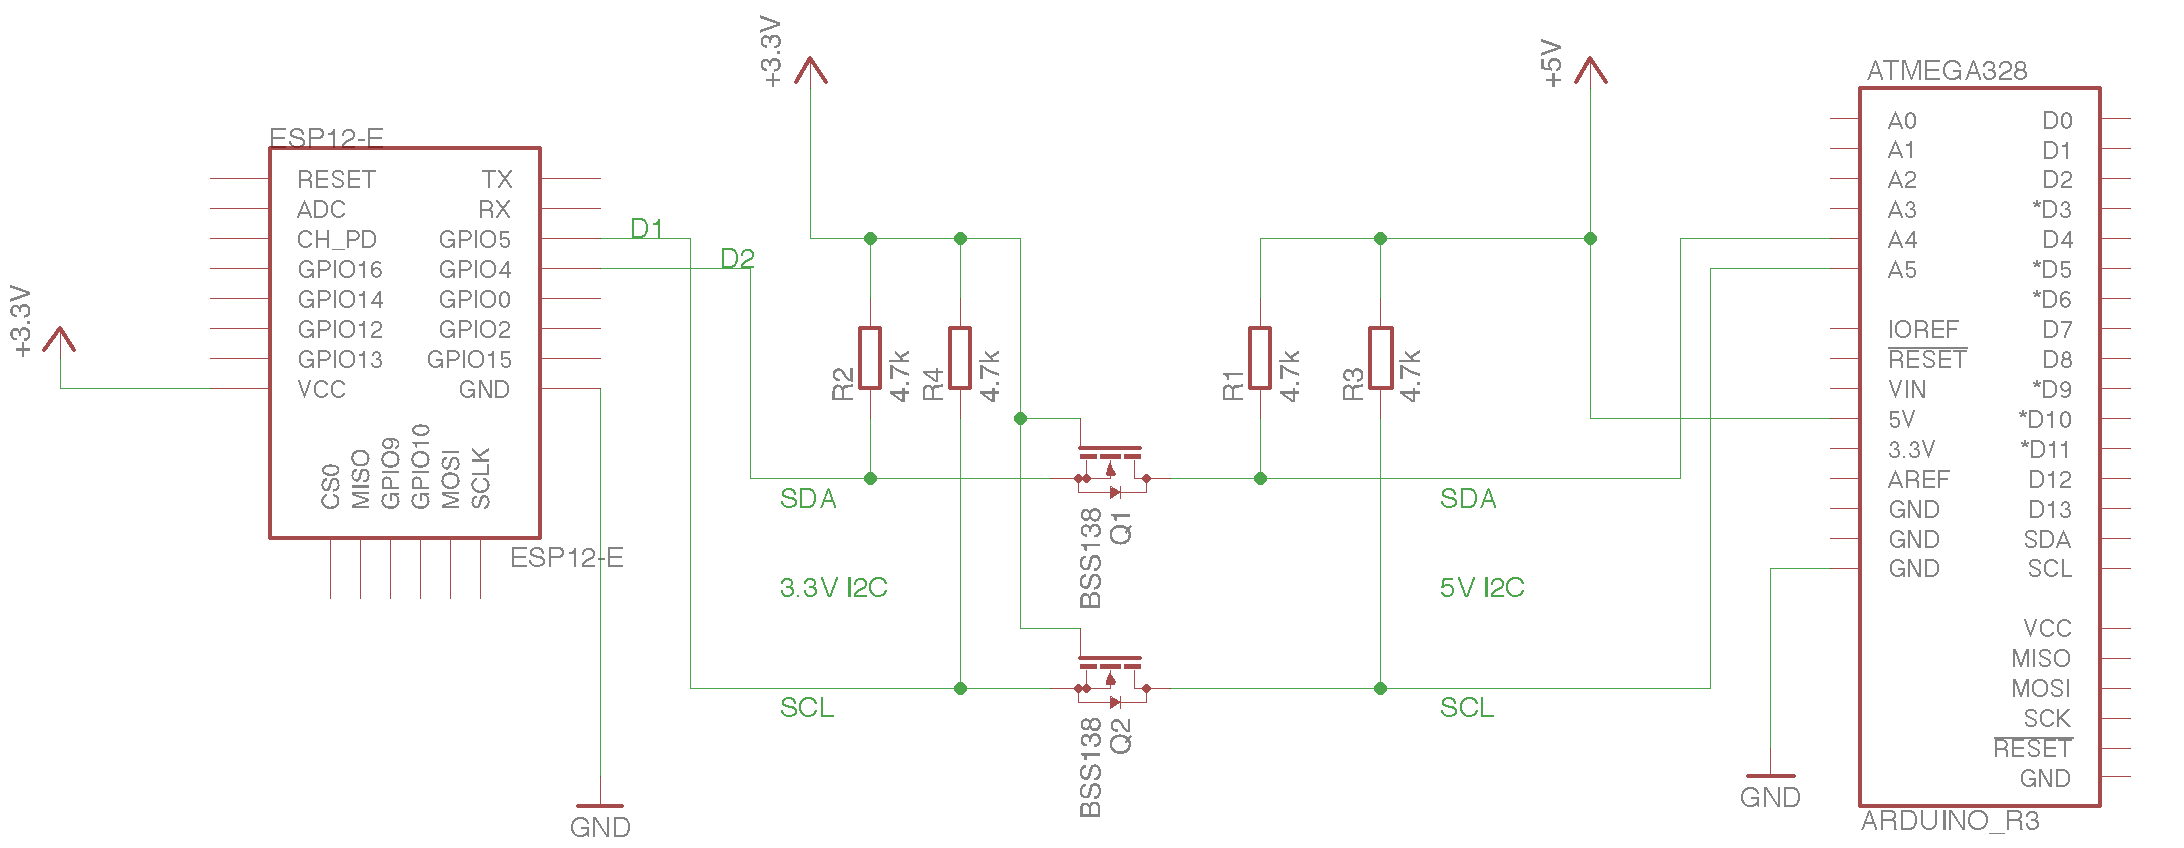 +3.3V
+5V
ATMEGA328
ESP12-E
RESET
ADC
CH_PD
GPIO16
GPIO14
GPIO12
GPIO13
VCC
TX
RX
GPIO5
GPIO4
GPIO0
GPIO2
GPIO15
GND
CS0
MISO
GPIO9
GPIO10
MOSI
SCLK
ESP12-E
+3.3V
GND
D1
D2
R2
4.7k
R4
4.7k
R1
4.7k
R3
4.7k
SDA
BSS138
Q1
SDA
3.3V I2C
5V I2C
SCL
BSS138
Q2
SCL
A0
A1
A2
A3
A4
A5
IOREF
RESET
VIN
5V
3.3V
AREF
GND
GND
GND
D0
D1
D2
*D3
D4
*D5
*D6
D7
D8
*D9
*D10
*D11
D12
D13
SDA
SCL
VCC
MISO
MOSI
SCK
RESET
GND
GND
ARDUINO_R3